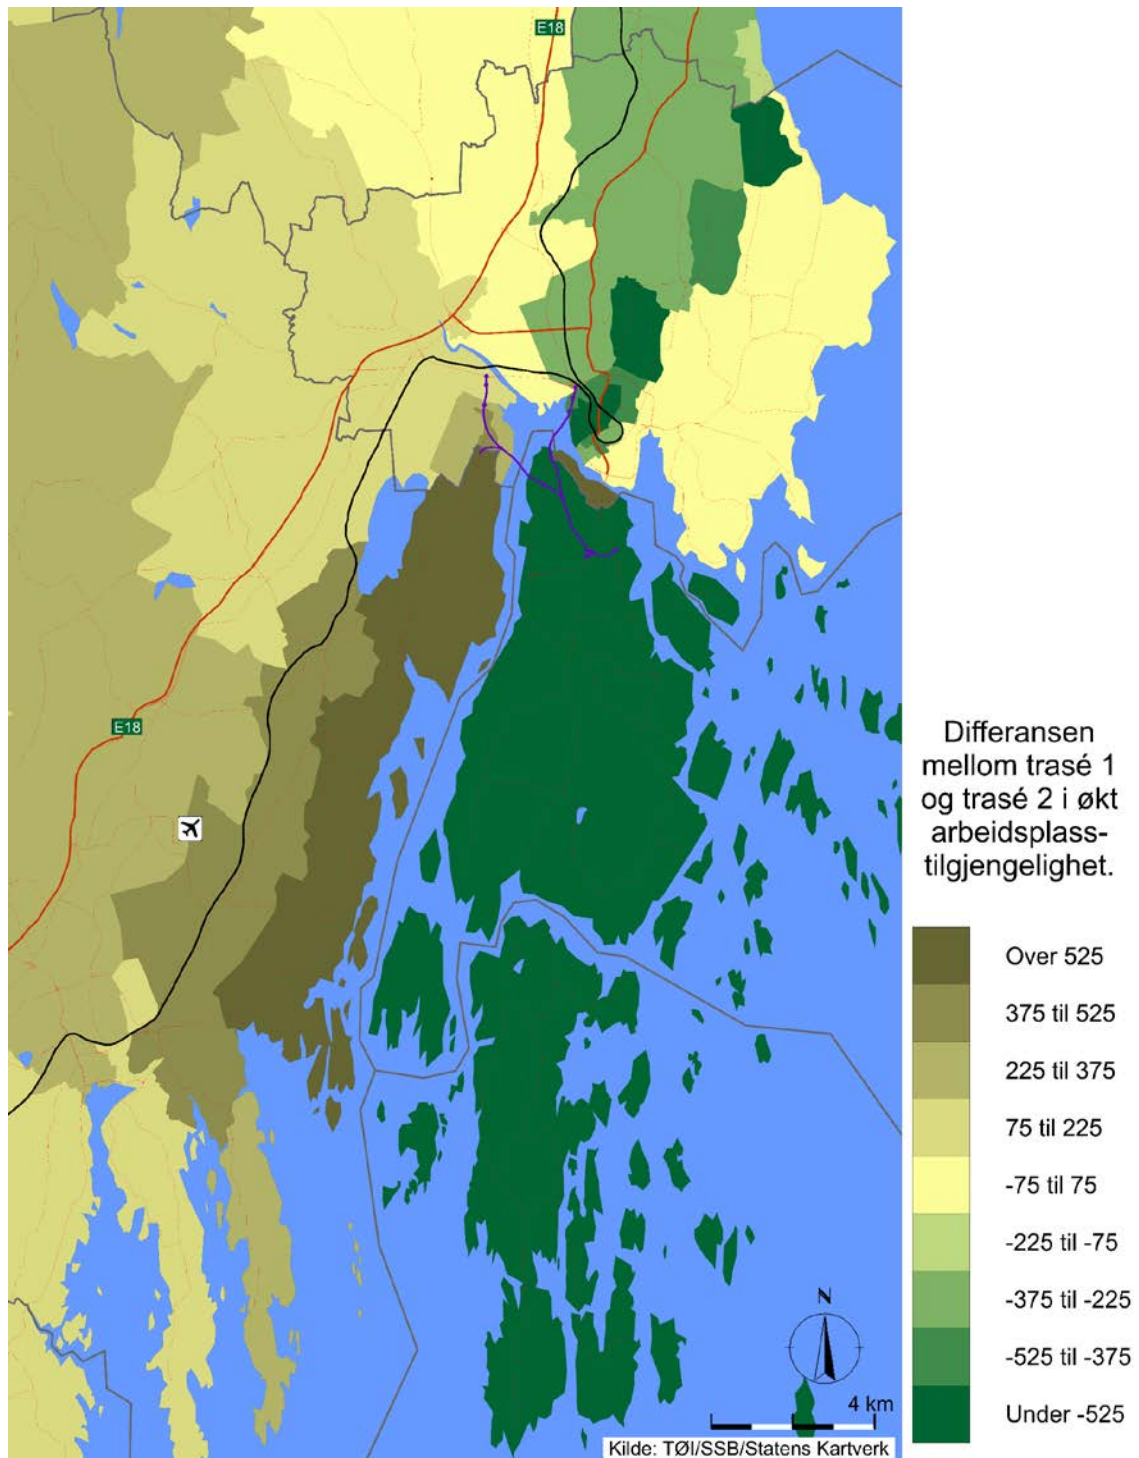 E18
E18
Differansen
mellom trasé 1
og trasé 2 i økt
arbeidsplass-
tilgjengelighet.
Over 525
375 til 525
225 til 375
75 til 225
-75 til 75
-225 til -75
-375 til -225
-525 til -375
Under -525
N
4 km
Kilde: TØI/SSB/Statens Kartverk